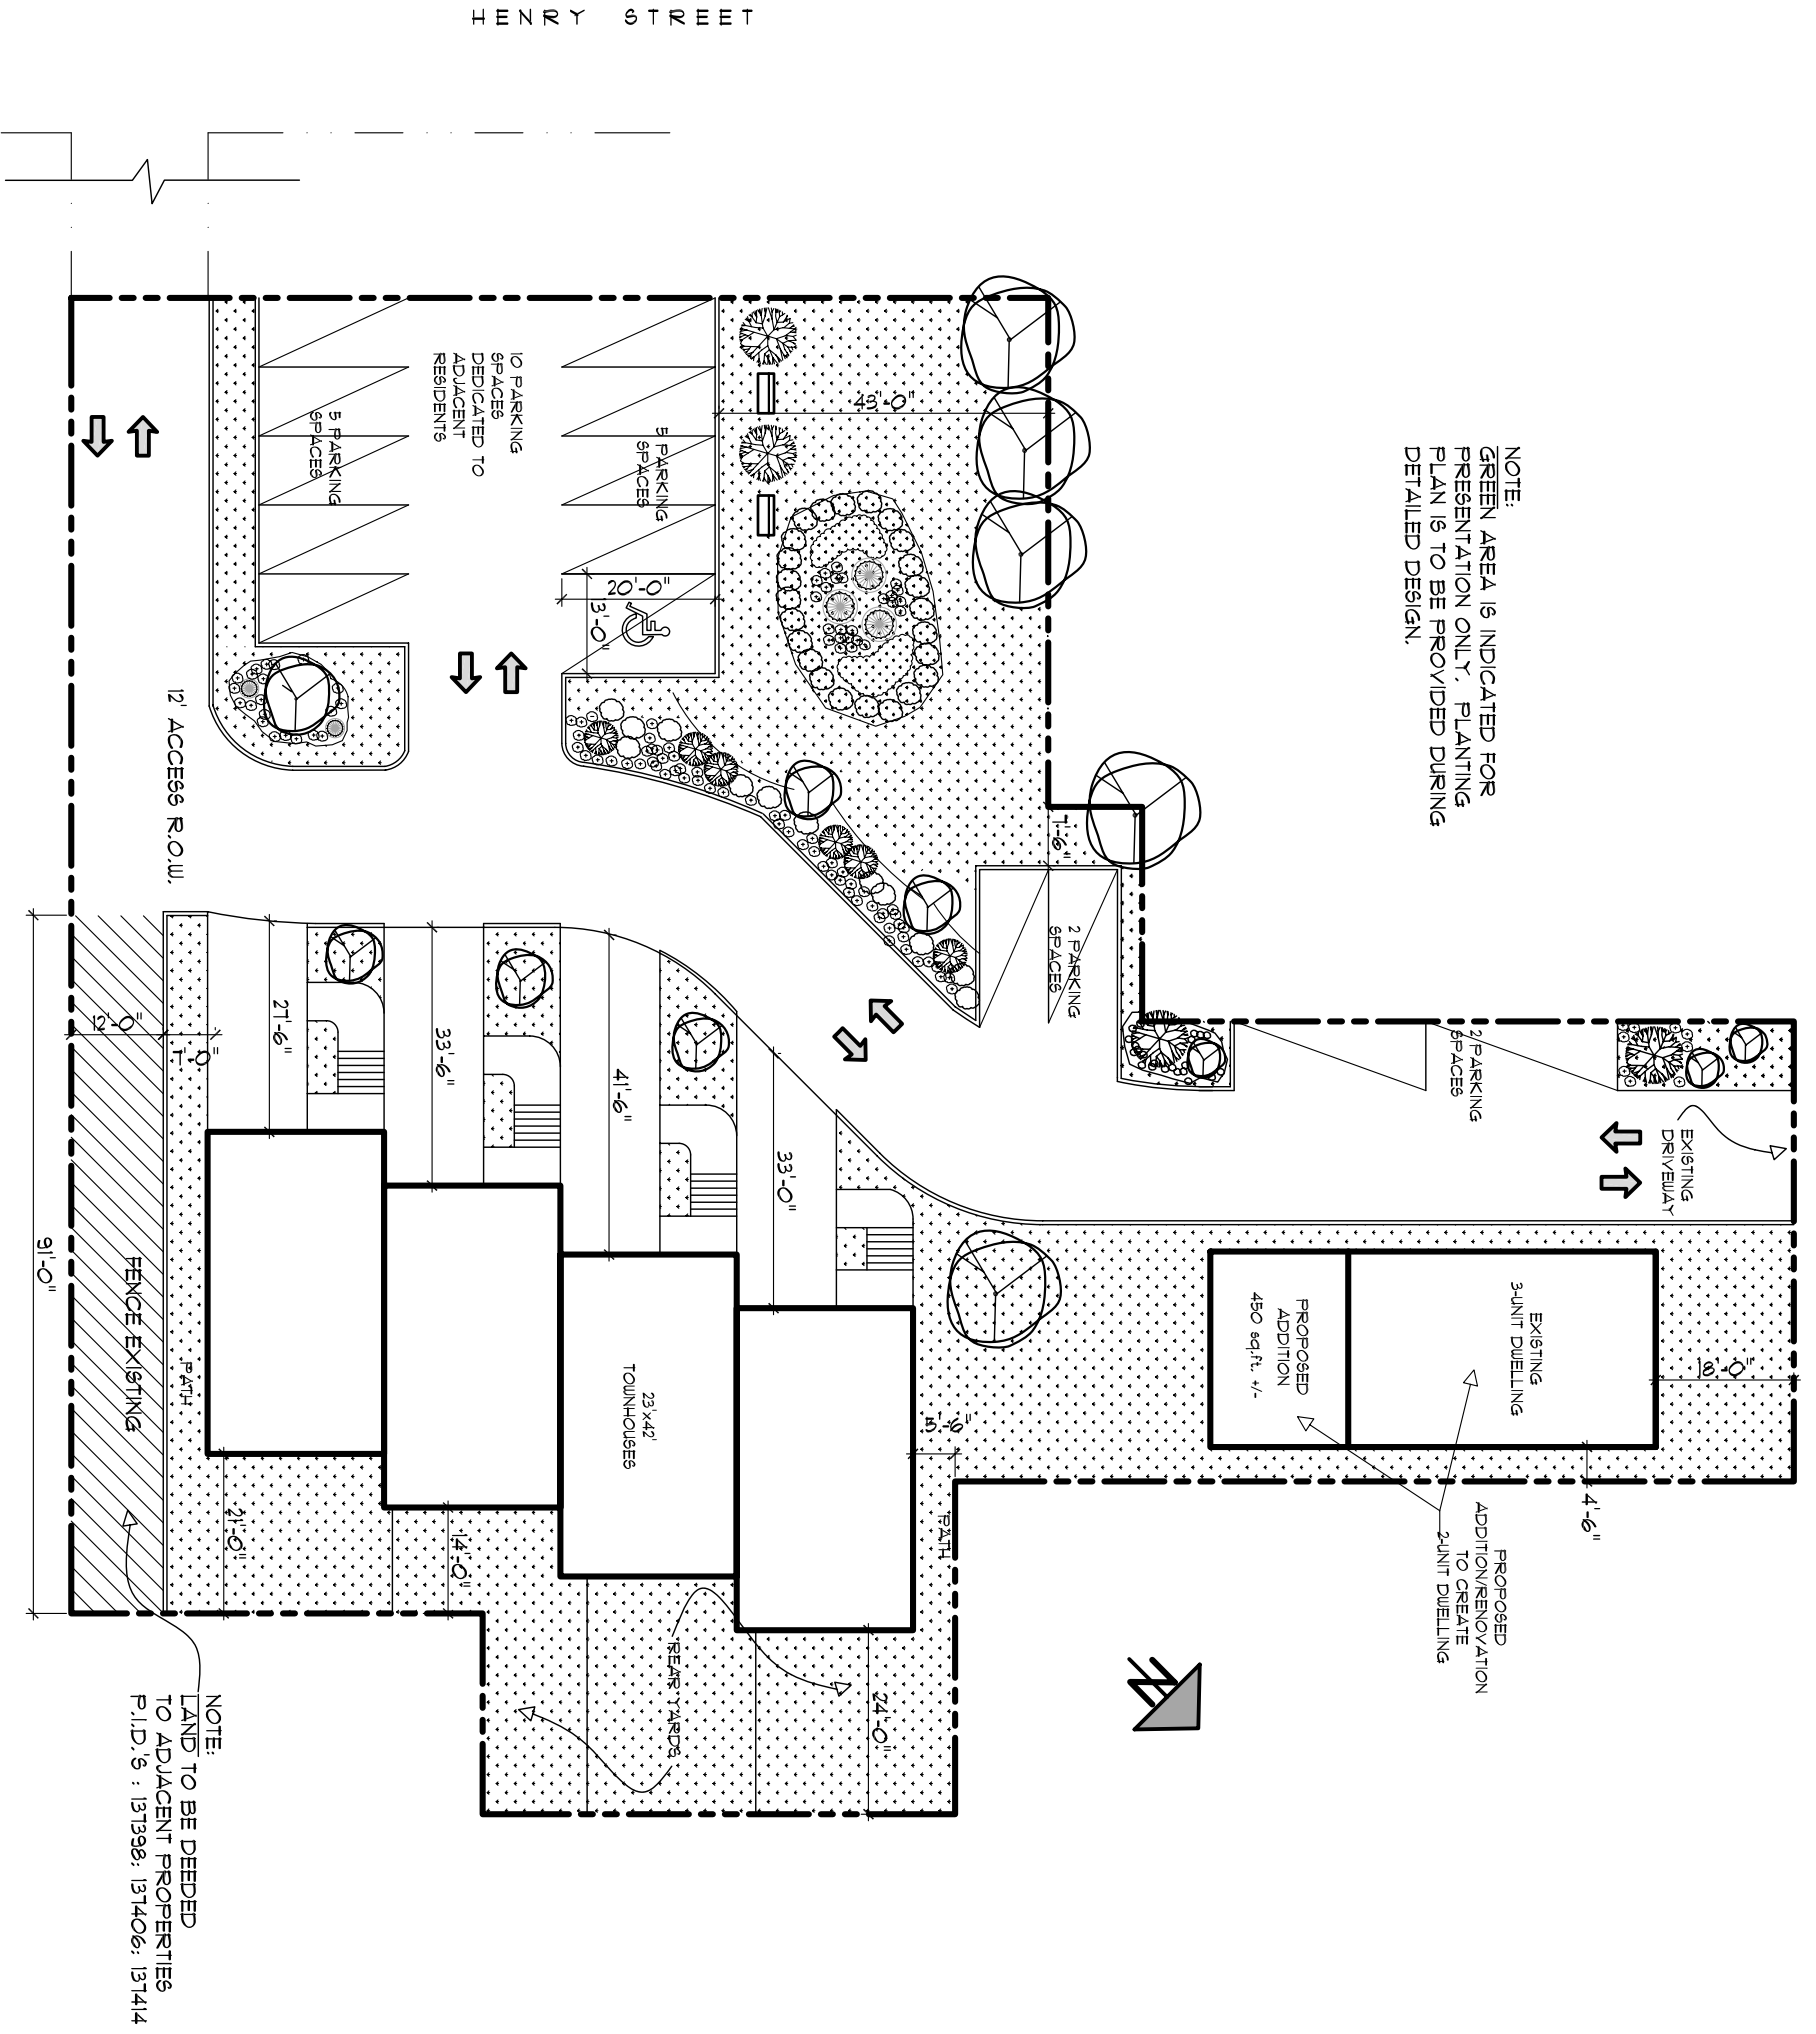 HENRY STREET
NOTE:
GREEN AREA IS INDICATED FOR
PRESENTATION ONLY. PLANTING
PLAN IS TO BE PROVIDED DURING
DETAILED DESIGN.
10 PARKING
SPACES
DEDICATED TO
ADJACENT
RESIDENTS
5 PARKING
SPACES
5 PARKING
SPACES
43'-0"
20'-0"
13'-0"
12' ACCESS R.O.W.
7'-6"
2 PARKING
SPACES
2 PARKING
SPACES
EXISTING
DRIVEWAY
27'-6"
33'-6"
41'-6"
33'-0"
12'-0"
7'-0"
91'-0"
FENCE EXISTING
PATH
23'x42'
TOWNHOUSES
EXISTING
3-UNIT DWELLING
PROPOSED
ADDITION
450 sq.ft. +/-
18'-0"
5'-6"
4'-6"
PATH
PROPOSED
ADDITION/RENOVATION
TO CREATE
2-UNIT DWELLING
21'-0"
14'-0"
24'-0"
REAR YARDS
NOTE:
LAND TO BE DEEDED
TO ADJACENT PROPERTIES
P.I.D.'S : 137398; 137406; 137414